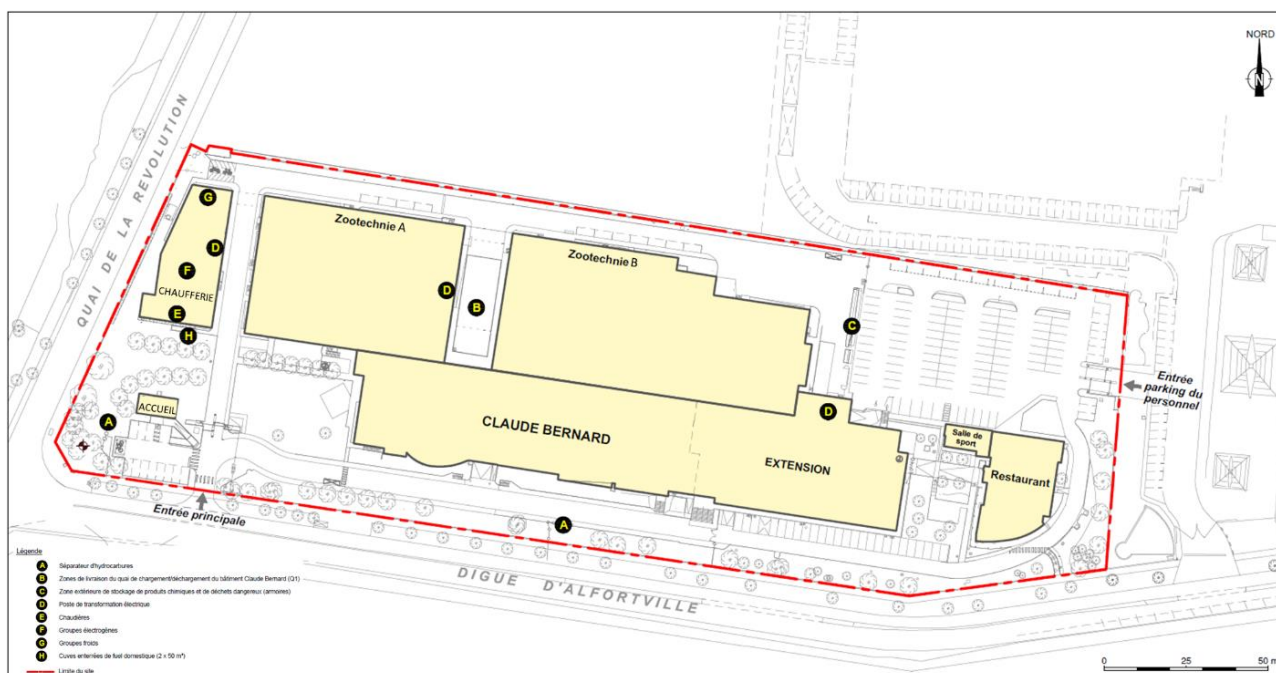 NORD
N
QUAI DE LA REVOLUTION
G
Zootechnie A
D
Zootechnie B
F
D
B
CHAUFFERIE
E
C
H
Entrée
parking du
personnel
ACCUEIL
A
D
CLAUDE BERNARD
Salle de
sport
EXTENSION
Restaurant
Entrée principale
A
DIGUE D'ALFORTVILLE
Légende
A Séparateur d'hydrocarbures
B Zones de livraison du quai de chargement/déchargement du bâtiment Claude Bernard (Q1)
C Zone extérieure de stockage de produits chimiques et de déchets dangereux (armoires)
D Poste de transformation électrique
E Chaudières
F Groupes électrogènes
G Groupes froids
H Cuves enterrées de fuel domestique (2 x 50 m³)
Limite du site
0 25 50 m